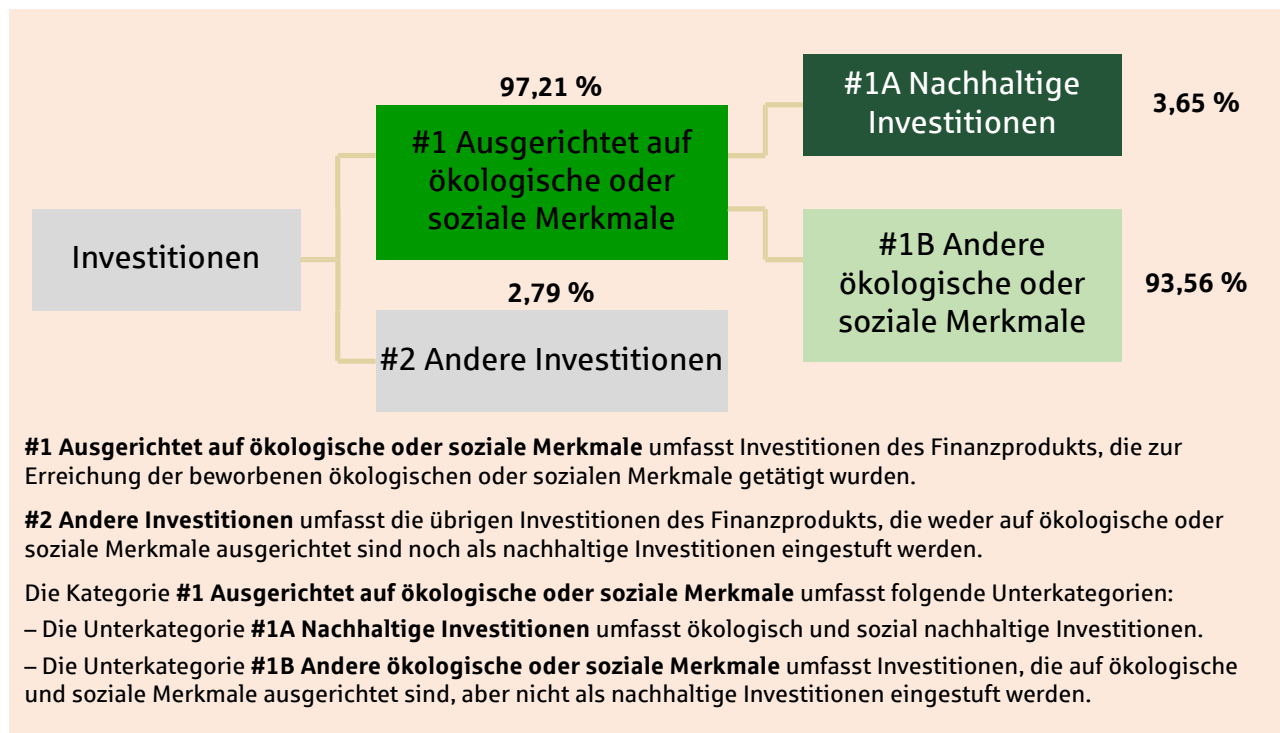 97,21 %
#1 Ausgerichtet auf
ökologische oder
soziale Merkmale
#1A Nachhaltige
Investitionen
3,65 %
Investitionen
#1B Andere
ökologische oder
soziale Merkmale
93,56 %
2,79 %
#2 Andere Investitionen
#1 Ausgerichtet auf ökologische oder soziale Merkmale umfasst Investitionen des Finanzprodukts, die zur
Erreichung der beworbenen ökologischen oder sozialen Merkmale getätigt wurden.
#2 Andere Investitionen umfasst die übrigen Investitionen des Finanzprodukts, die weder auf ökologische oder
soziale Merkmale ausgerichtet sind noch als nachhaltige Investitionen eingestuft werden.
Die Kategorie #1 Ausgerichtet auf ökologische oder soziale Merkmale umfasst folgende Unterkategorien:
– Die Unterkategorie #1A Nachhaltige Investitionen umfasst ökologisch und sozial nachhaltige Investitionen.
– Die Unterkategorie #1B Andere ökologische oder soziale Merkmale umfasst Investitionen, die auf ökologische
und soziale Merkmale ausgerichtet sind, aber nicht als nachhaltige Investitionen eingestuft werden.